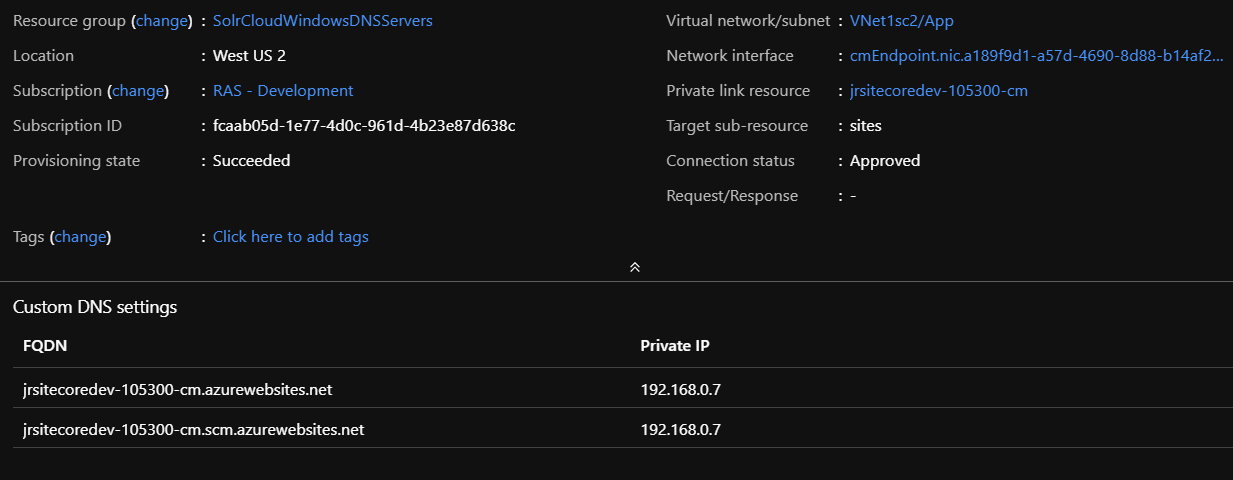 Resource group (change) : SolrCloudWindowsDNSServers
Location : West US 2
Subscription (change) : RAS - Development
Subscription ID : fcaab05d-1e77-4d0c-961d-4b23e87d638c
Provisioning state : Succeeded
Virtual network/subnet : VNet1sc2/App
Network interface : cmEndpoint.nic.a189f9d1-a57d-4690-8d88-b14af2...
Private link resource : jrsitecoredev-105300-cm
Target sub-resource : sites
Connection status : Approved
Request/Response : -
Tags (change) : Click here to add tags
Custom DNS settings
FQDN Private IP
jrsitecoredev-105300-cm.azurewebsites.net 192.168.0.7
jrsitecoredev-105300-cm.scm.azurewebsites.net 192.168.0.7